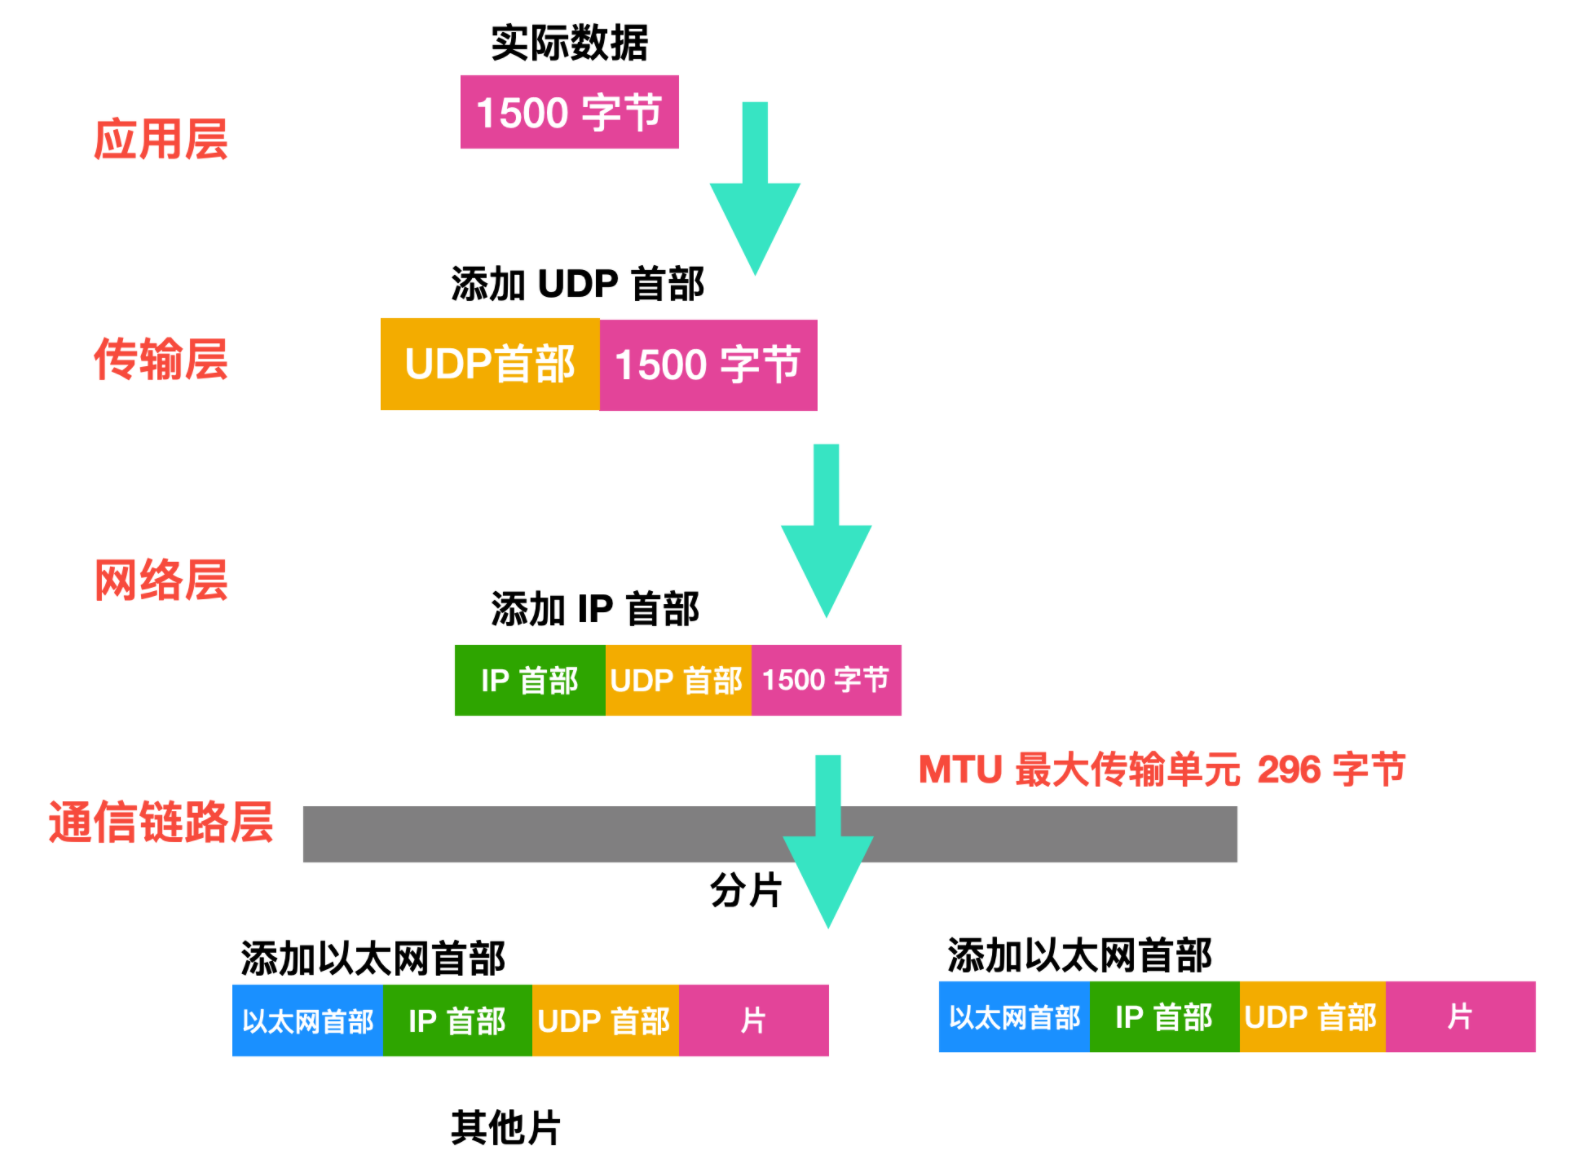 实际数据
1500 字节
应用层
添加 UDP 首部
传输层
UDP首部 1500 字节
网络层
添加 IP 首部
IP 首部 UDP 首部 1500 字节
MTU 最大传输单元 296 字节
通信链路层
分片
添加以太网首部 添加以太网首部
以太网首部 IP 首部 UDP 首部 片 以太网首部 IP 首部 UDP 首部 片
其他片